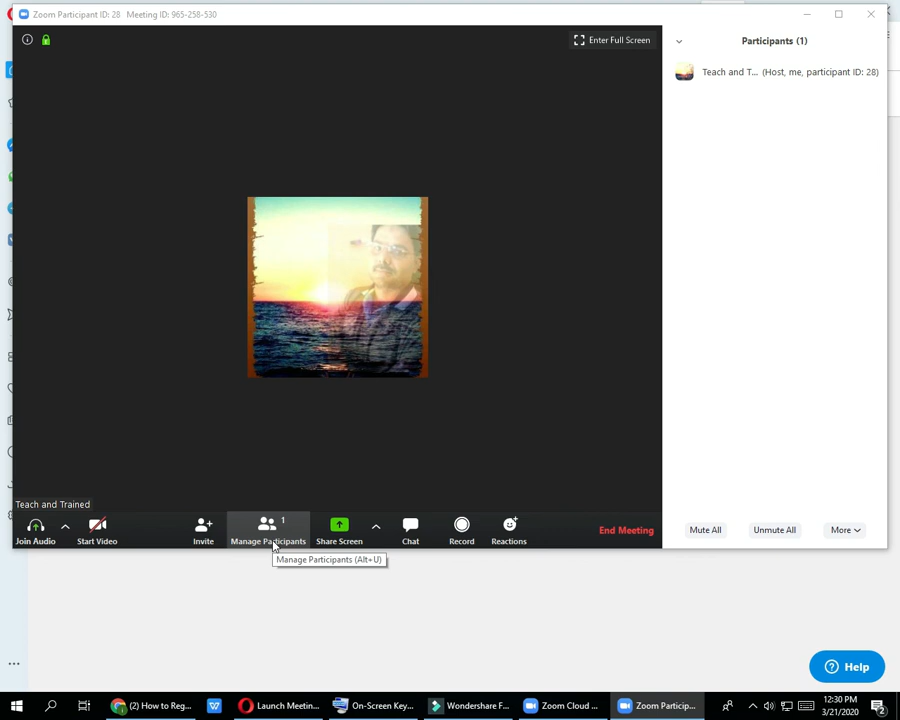 Zoom Participant ID: 28   Meeting ID: 965-258-530
Enter Full Screen
Participants (1)
Teach and T... (Host, me, participant ID: 28)
Teach and Trained
1
Join Audio
Start Video
Invite
Manage Participants
Share Screen
Chat
Record
Reactions
End Meeting
Mute All
Unmute All
More
Manage Participants (Alt+U)
Help
(2) How to Reg...
W
Launch Meetin...
On-Screen Key...
Wondershare F...
Zoom Cloud ...
Zoom Particip...
12:30 PM
3/21/2020
2